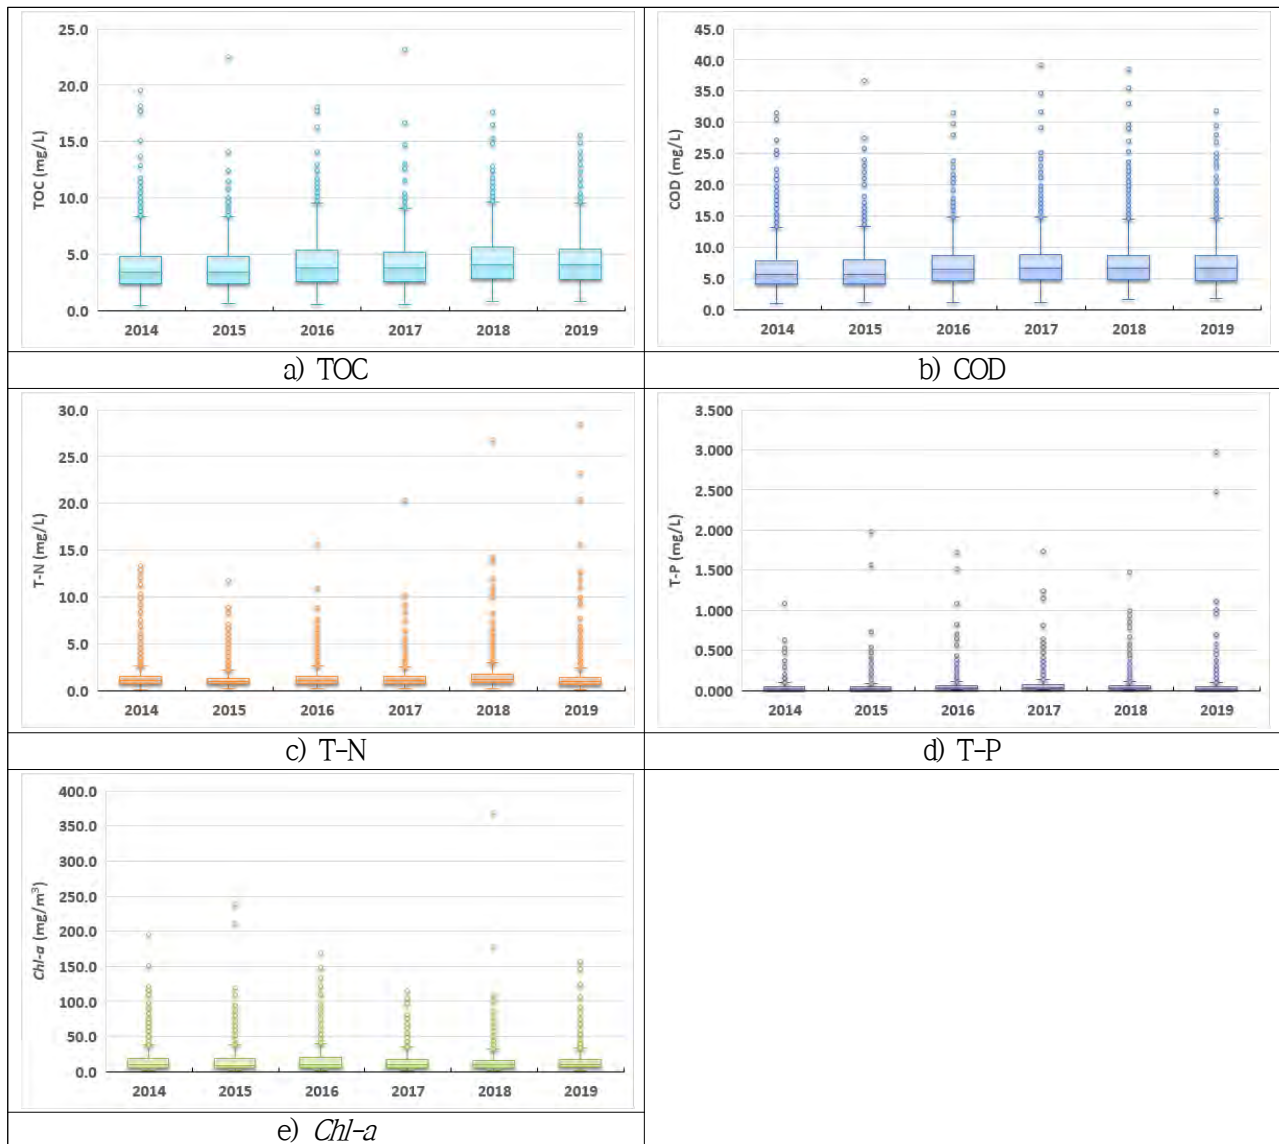 25.0
20.0
15.0
10.0
5.0
0.0
TOC (mg/L)
2014 2015 2016 2017 2018 2019
a) TOC
45.0
40.0
35.0
30.0
25.0
20.0
15.0
10.0
5.0
0.0
COD (mg/L)
2014 2015 2016 2017 2018 2019
b) COD
30.0
25.0
20.0
15.0
10.0
5.0
0.0
T-N (mg/L)
2014 2015 2016 2017 2018 2019
c) T-N
3.500
3.000
2.500
2.000
1.500
1.000
0.500
0.000
T-P (mg/L)
2014 2015 2016 2017 2018 2019
d) T-P
400.0
350.0
300.0
250.0
200.0
150.0
100.0
50.0
0.0
Chl-a (mg/m³)
2014 2015 2016 2017 2018 2019
e) Chl-a